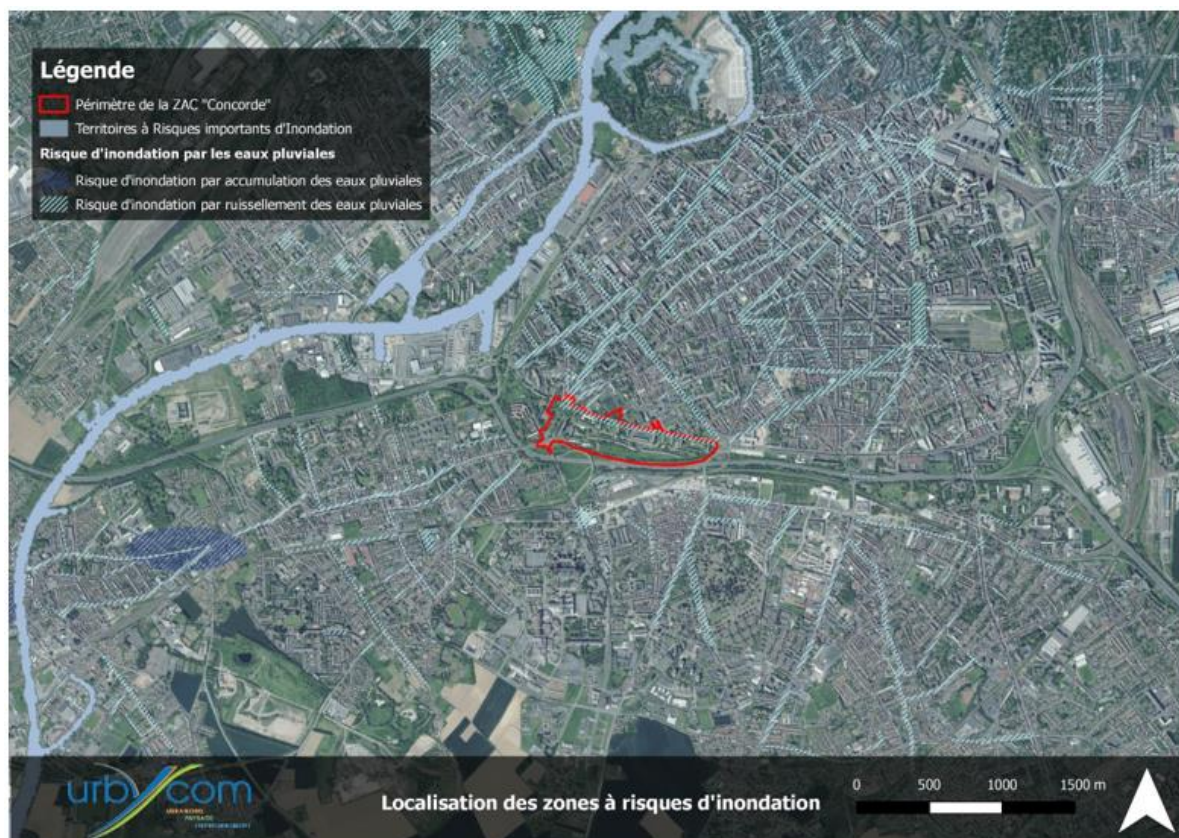 Légende
Périmètre de la ZAC "Concorde"
Territoires à Risques importants d'Inondation
Risque d'inondation par les eaux pluviales
Risque d'inondation par accumulation des eaux pluviales
Risque d'inondation par ruissellement des eaux pluviales
urbycom
Localisation des zones à risques d'inondation
0 500 1000 1500 m